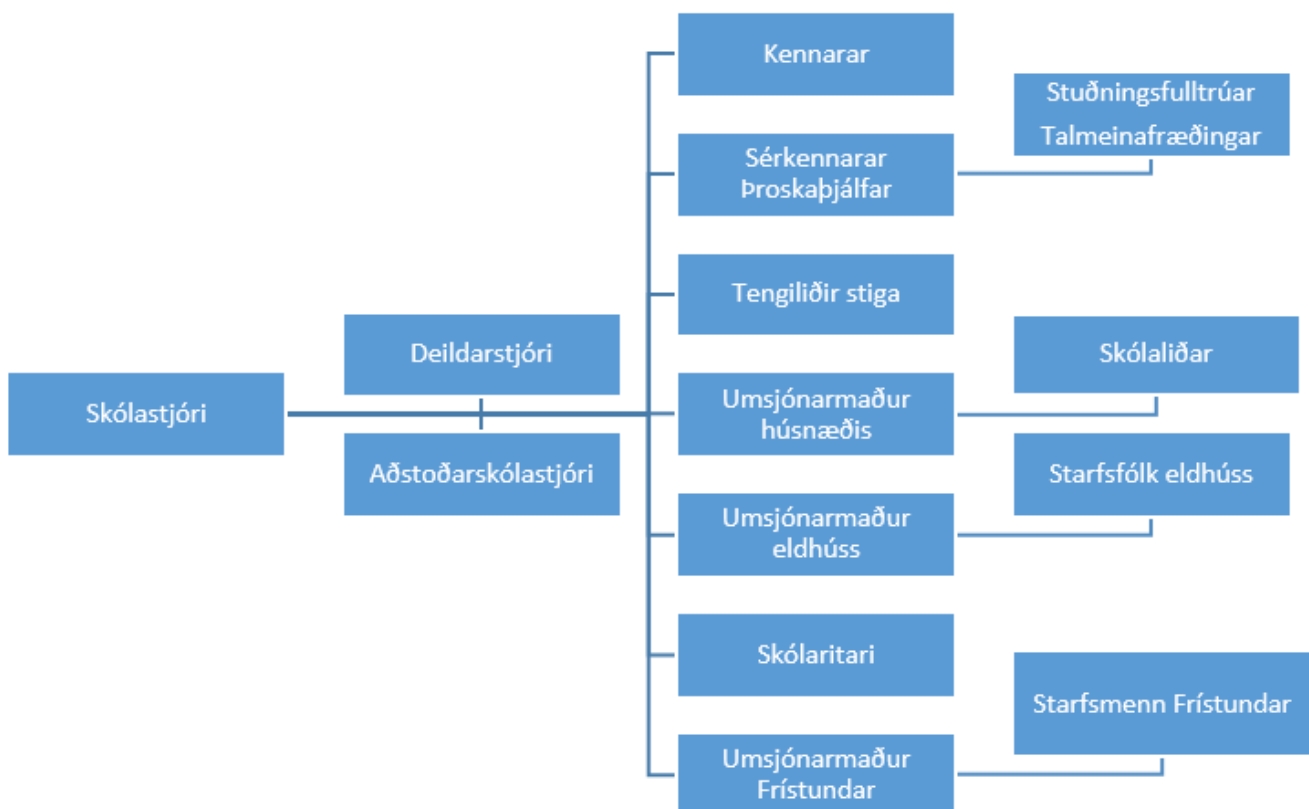 Skólastjóri
Deildarstjóri
Aðstoðarskólastjóri
Kennarar
Sérkennarar
Þroskaþjálfar
Stuðningsfulltrúar
Talmeinafræðingar
Tengiliðir stiga
Umsjónarmaður
húsnæðis
Skólaliðar
Umsjónarmaður
eldhúss
Starfsfólk eldhúss
Skólaritari
Umsjónarmaður
Frístundar
Starfsmenn Frístundar